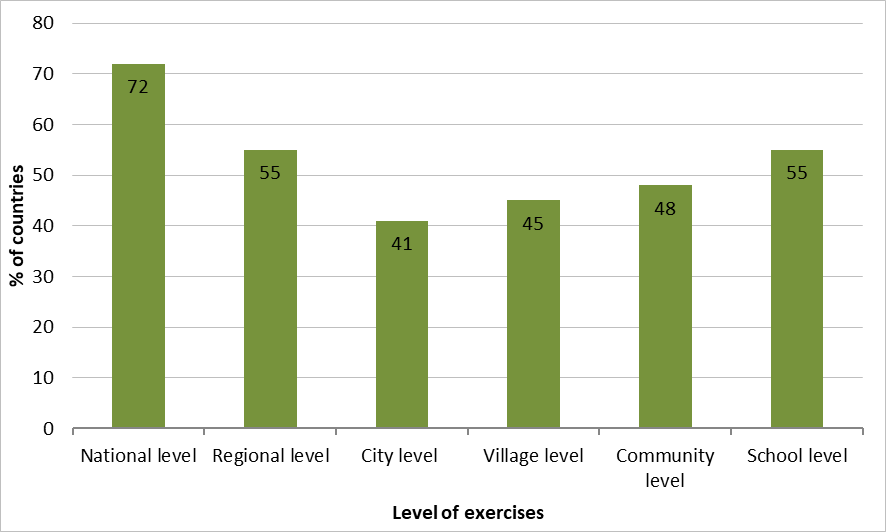 80
70
60
50
40
30
20
10
0
% of countries
72
55
41
45
48
55
National level
Regional level
City level
Village level
Community
level
School level
Level of exercises